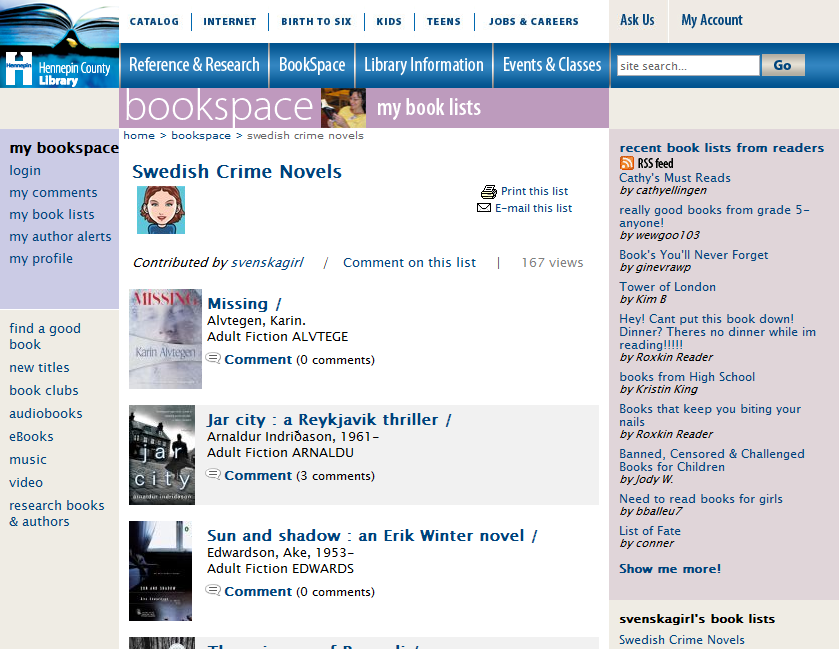 CATALOG
INTERNET
BIRTH TO SIX
KIDS
TEENS
JOBS & CAREERS
Ask Us
My Account
Hennepin
Hennepin County
Library
Reference & Research
BookSpace
Library Information
Events & Classes
site search...
Go
bookspace
my book lists
home > bookspace > swedish crime novels
my bookspace
login
my comments
my book lists
my author alerts
my profile
find a good
book
new titles
book clubs
audiobooks
eBooks
music
video
research books
& authors
Swedish Crime Novels
Print this list
E-mail this list
Contributed by svenskagirl / Comment on this list | 167 views
MISSING
Karin Alvtegen
Missing /
Alvtegen, Karin.
Adult Fiction ALVTEGE
Comment (0 comments)
jar
city
arnaldur indridason
Jar city : a Reykjavik thriller /
Arnaldur Indriðason, 1961-
Adult Fiction ARNALDU
Comment (3 comments)
SUN AND SHADOW
Sun and shadow : an Erik Winter novel /
Edwardson, Ake, 1953-
Adult Fiction EDWARDS
Comment (0 comments)
recent book lists from readers
RSS feed
Cathy's Must Reads
by cathyellingen
really good books from grade 5-
anyone!
by wewgoo103
Book's You'll Never Forget
by ginevrawp
Tower of London
by Kim B
Hey! Cant put this book down!
Dinner? Theres no dinner while im
reading!!!!!
by Roxkin Reader
books from High School
by Kristin King
Books that keep you biting your
nails
by Roxkin Reader
Banned, Censored & Challenged
Books for Children
by Jody W.
Need to read books for girls
by bballeu7
List of Fate
by conner
Show me more!
svenskagirl's book lists
Swedish Crime Novels